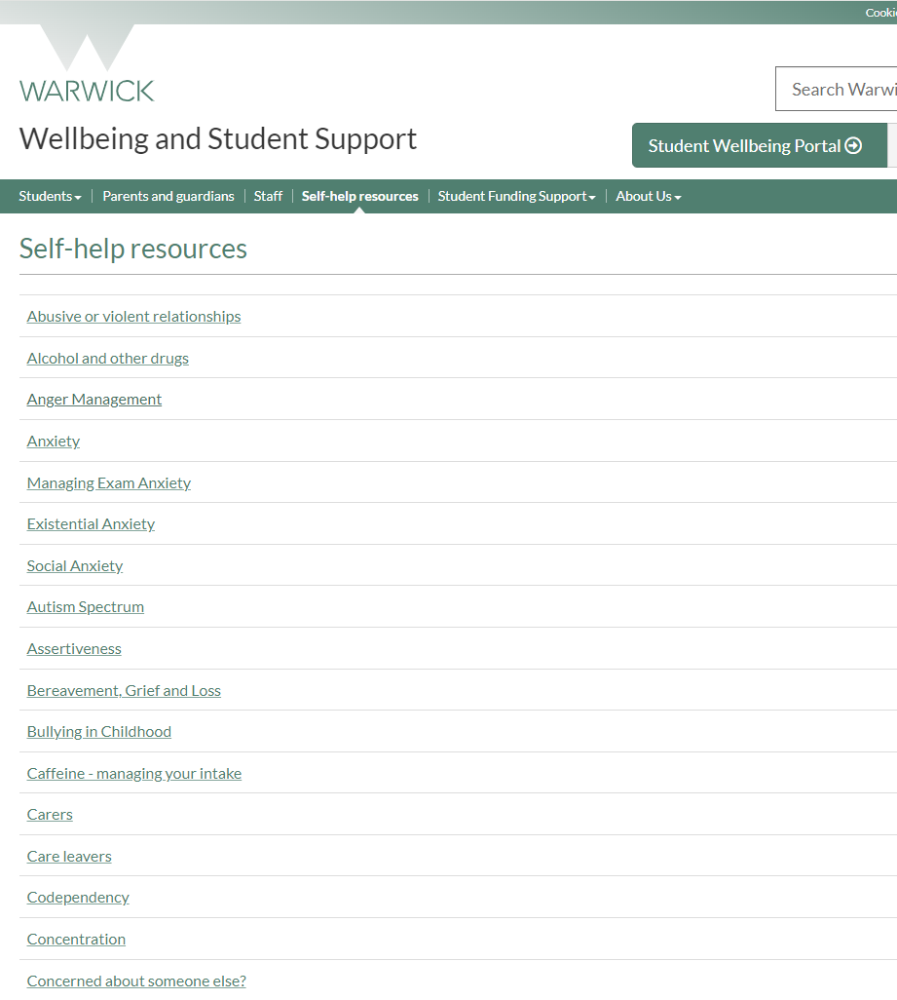 WARWICK
Search
Wellbeing and Student Support
Student Wellbeing Portal
Students | Parents and guardians | Staff | Self-help resources | Student Funding Support | About Us
Self-help resources
Abusive or violent relationships
Alcohol and other drugs
Anger Management
Anxiety
Managing Exam Anxiety
Existential Anxiety
Social Anxiety
Autism Spectrum
Assertiveness
Bereavement, Grief and Loss
Bullying in Childhood
Caffeine - managing your intake
Carers
Care leavers
Codependency
Concentration
Concerned about someone else?